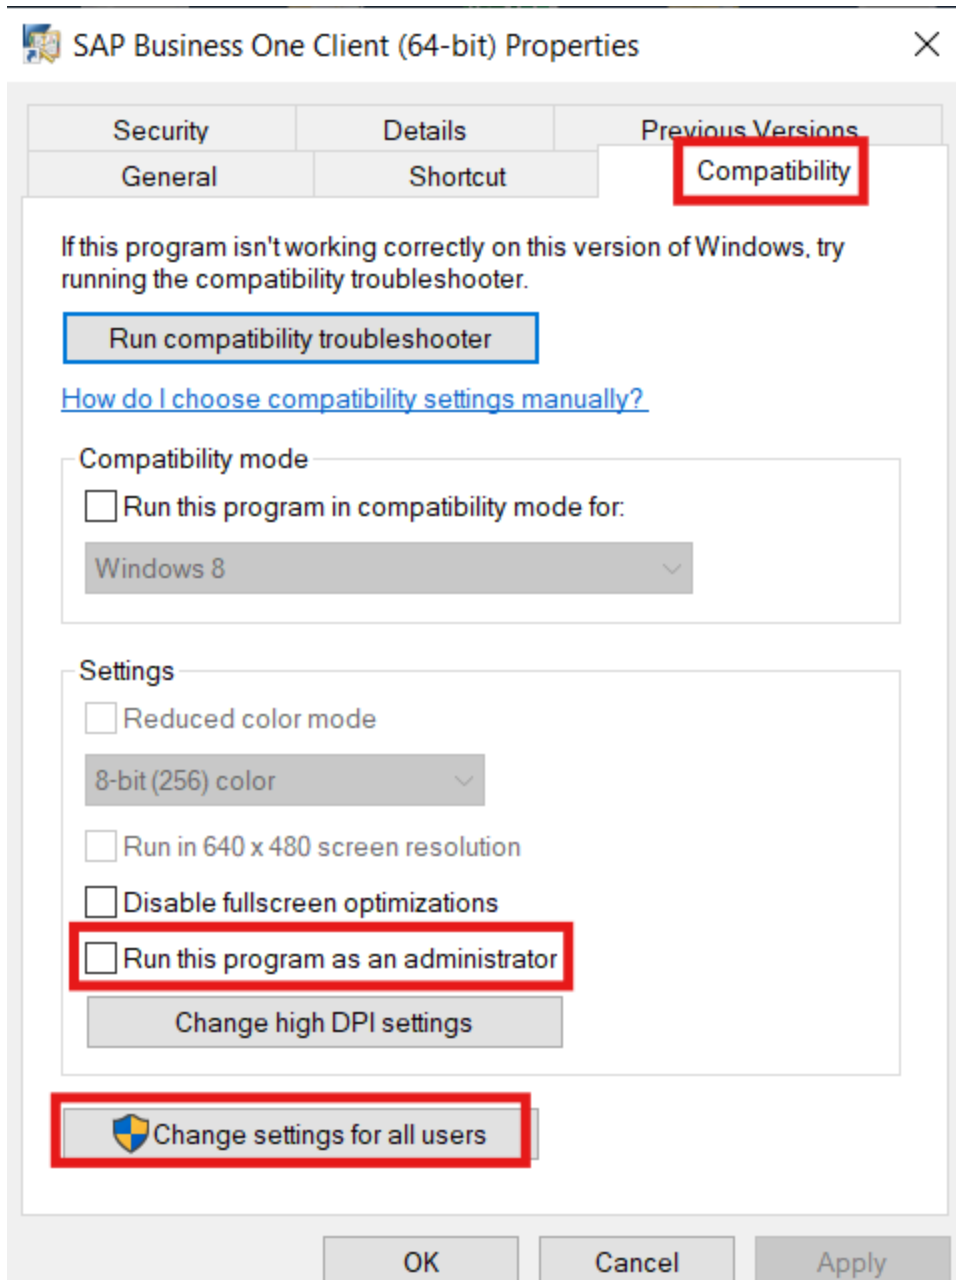 SAP Business One Client (64-bit) Properties
Security Details Previous Versions
General Shortcut Compatibility
If this program isn't working correctly on this version of Windows, try
running the compatibility troubleshooter.
Run compatibility troubleshooter
How do I choose compatibility settings manually?
Compatibility mode
Run this program in compatibility mode for:
Windows 8
Settings
Reduced color mode
8-bit (256) color
Run in 640 x 480 screen resolution
Disable fullscreen optimizations
Run this program as an administrator
Change high DPI settings
Change settings for all users
OK Cancel Apply